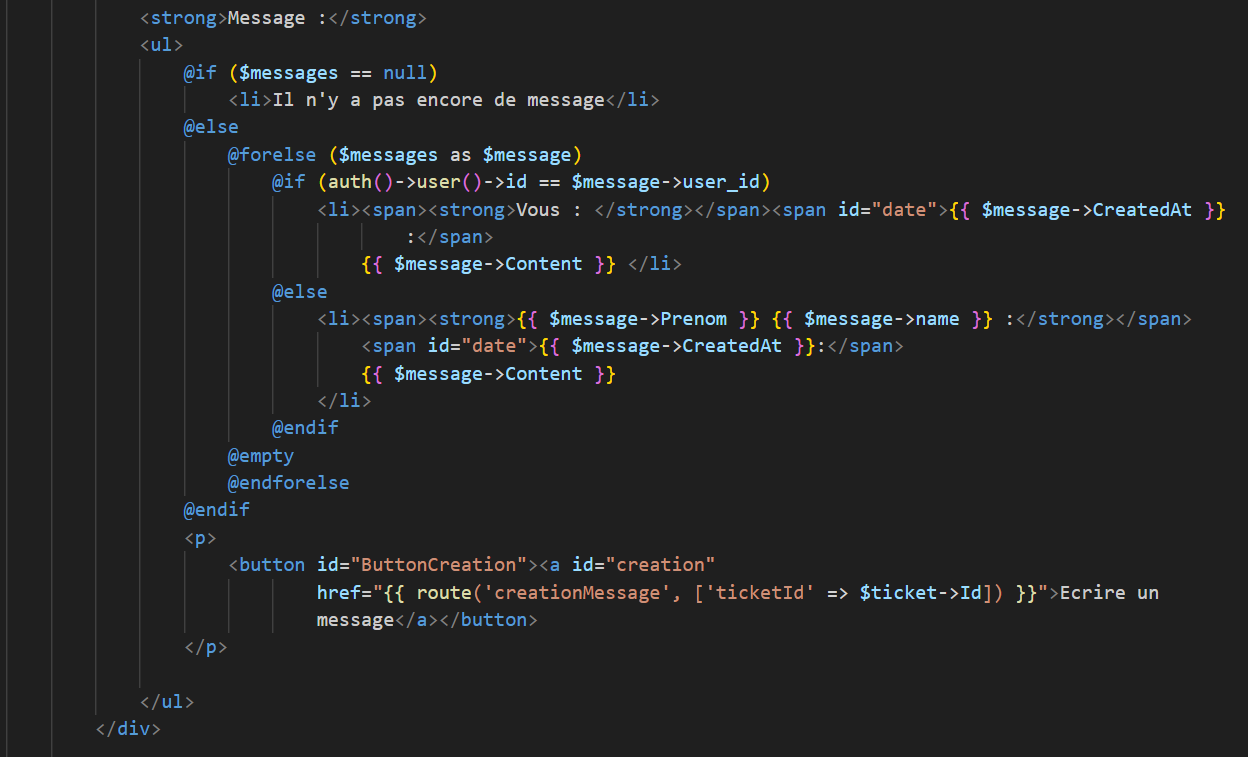 <strong>Message :</strong>
<ul>
@if ($messages == null)
<li>Il n'y a pas encore de message</li>
@else
@forelse ($messages as $message)
@if (auth()->user()->id == $message->user_id)
<li><span><strong>Vous : </strong></span><span id="date">{{ $message->CreatedAt }}
:</span>
{{ $message->Content }} </li>
@else
<li><span><strong>{{ $message->Prenom }} {{ $message->name }} :</strong></span>
<span id="date">{{ $message->CreatedAt }}:</span>
{{ $message->Content }}
</li>
@endif
@empty
@endforelse
@endif
<p>
<button id="ButtonCreation"><a id="creation"
href="{{ route('creationMessage', ['ticketId' => $ticket->Id]) }}">Ecrire un
message</a></button>
</p>
</ul>
</div>